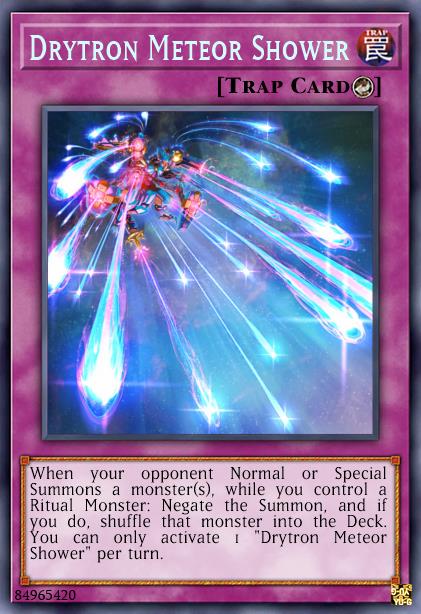 Drytron Meteor Shower
TRAP
罠
[Trap Card]
When your opponent Normal or Special
Summons a monster(s), while you control a
Ritual Monster: Negate the Summon, and if
you do, shuffle that monster into the Deck.
You can only activate 1 "Drytron Meteor
Shower" per turn.
84965420